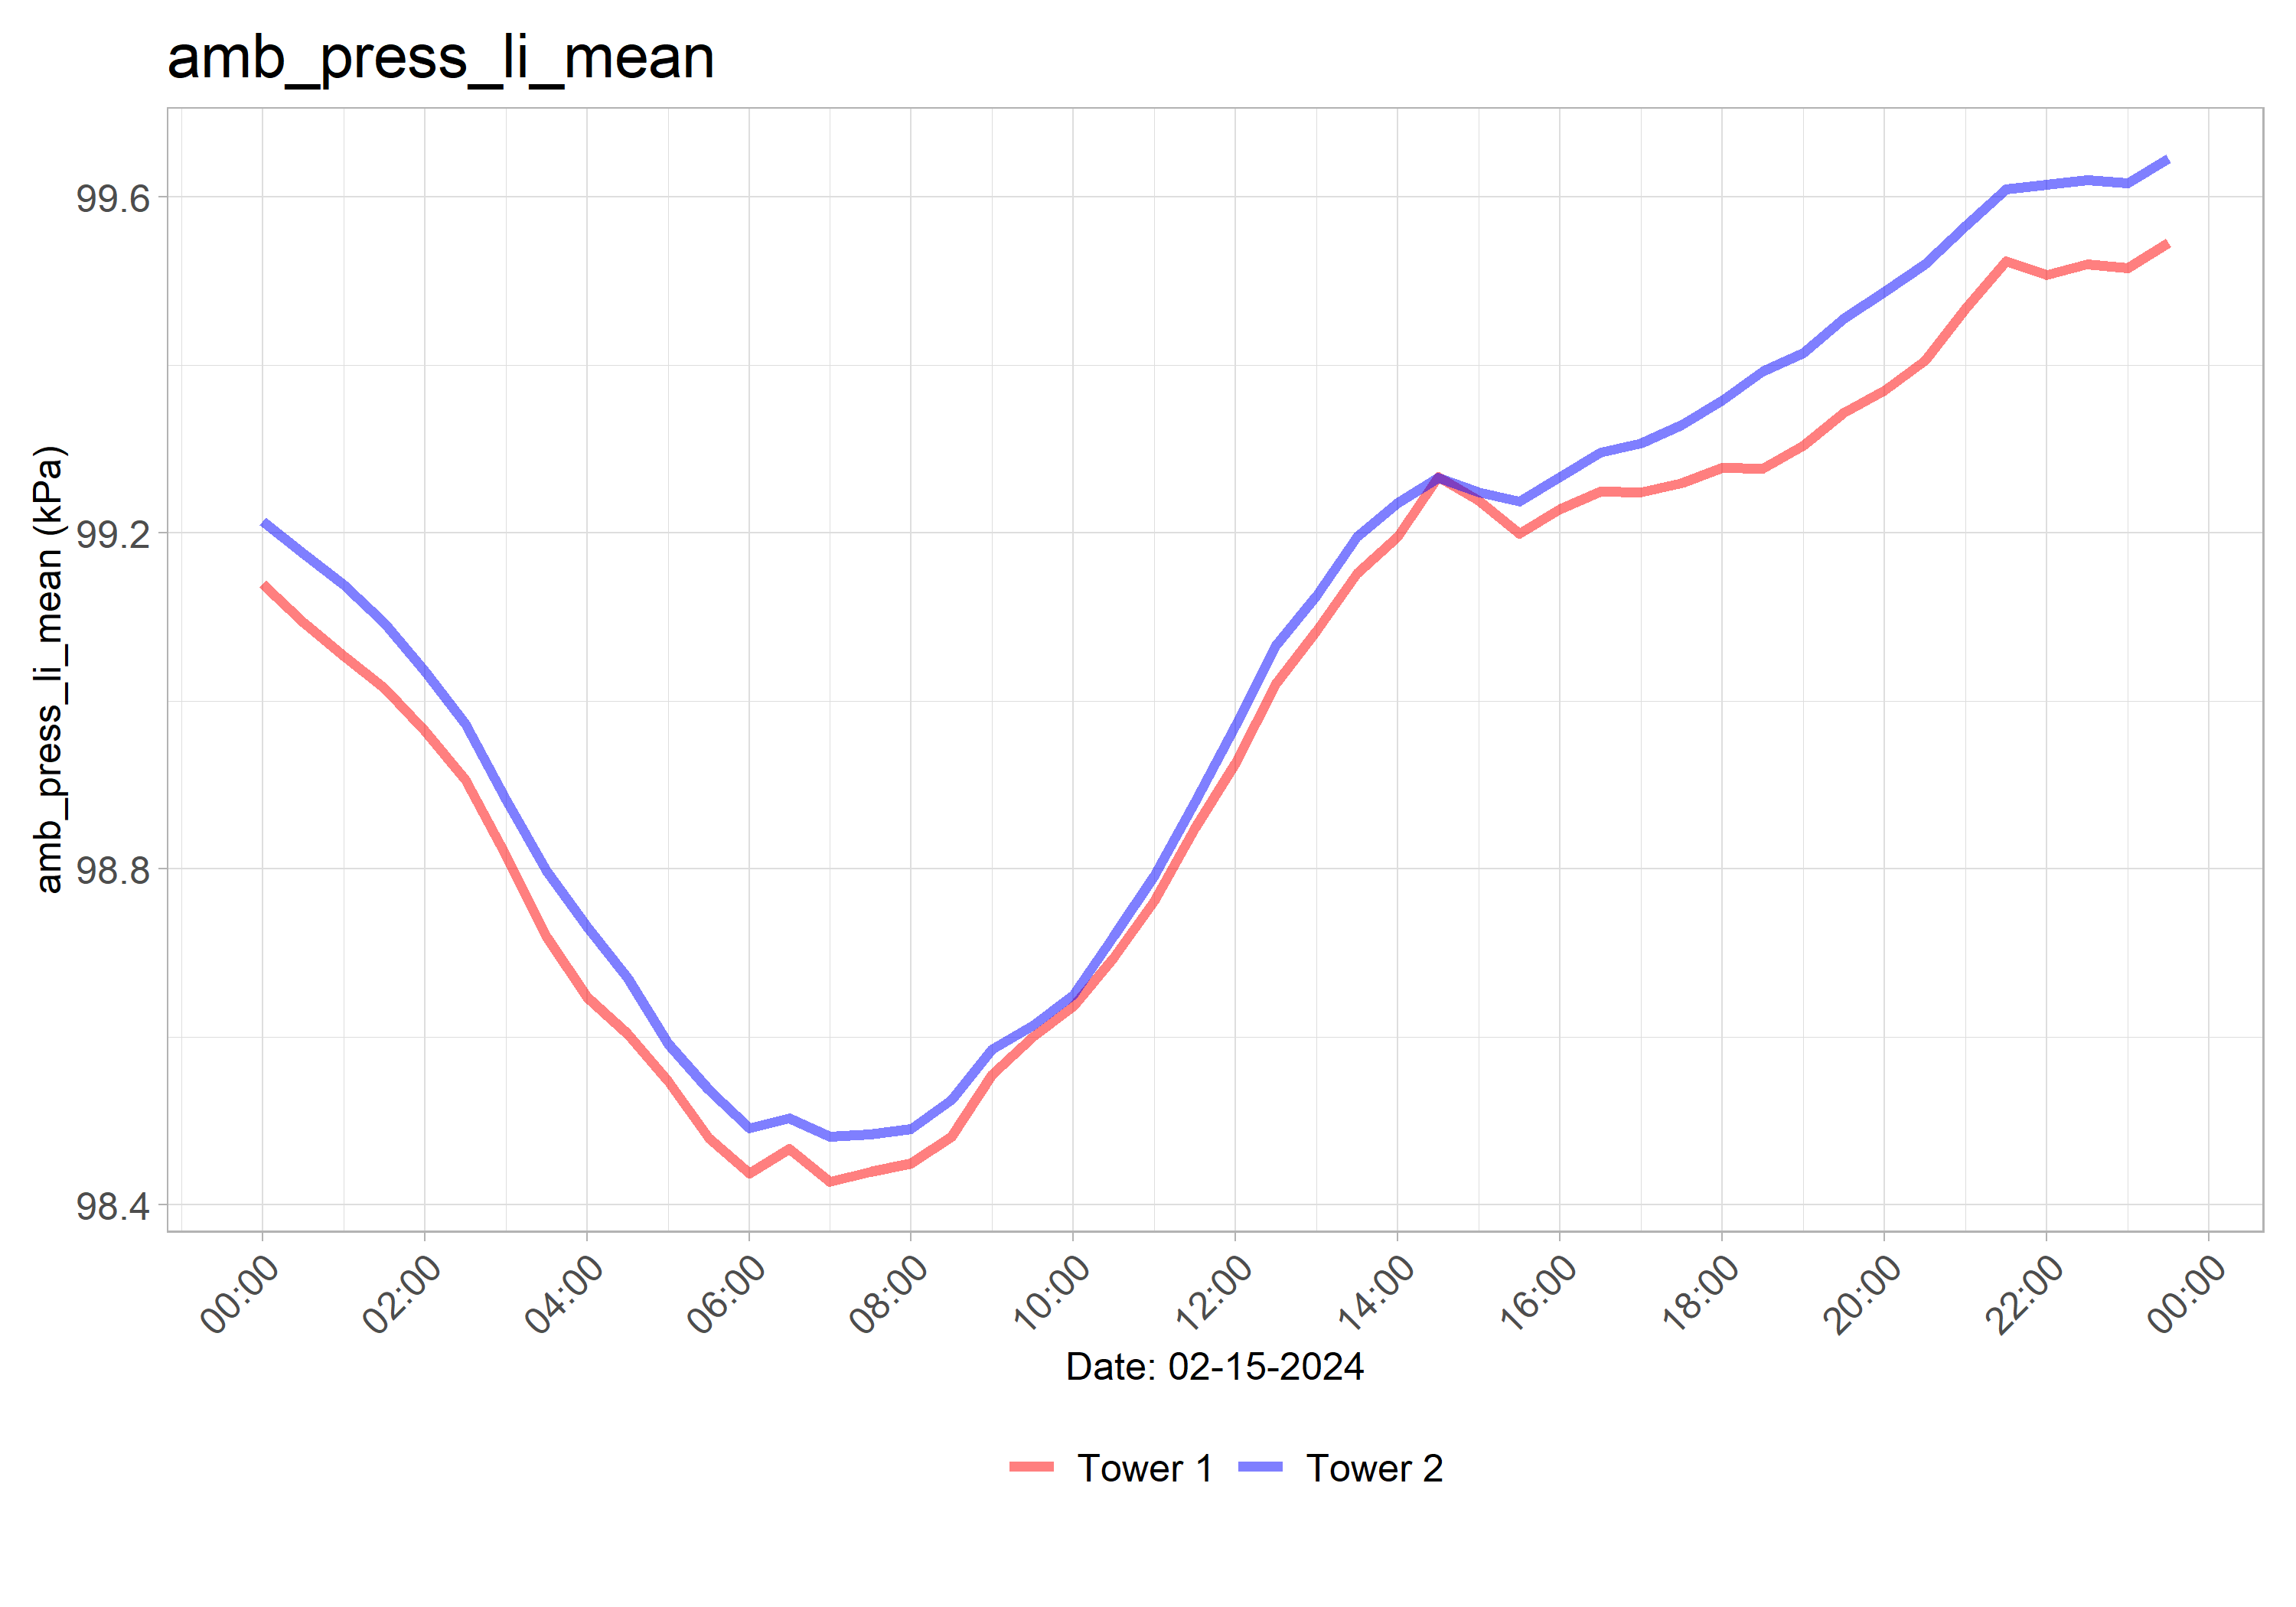 amb_press_li_mean
amb_press_li_mean (kPa)
99.6
99.2
98.8
98.4
00:00 02:00 04:00 06:00 08:00 10:00 12:00 14:00 16:00 18:00 20:00 22:00 00:00
Date: 02-15-2024
Tower 1 Tower 2